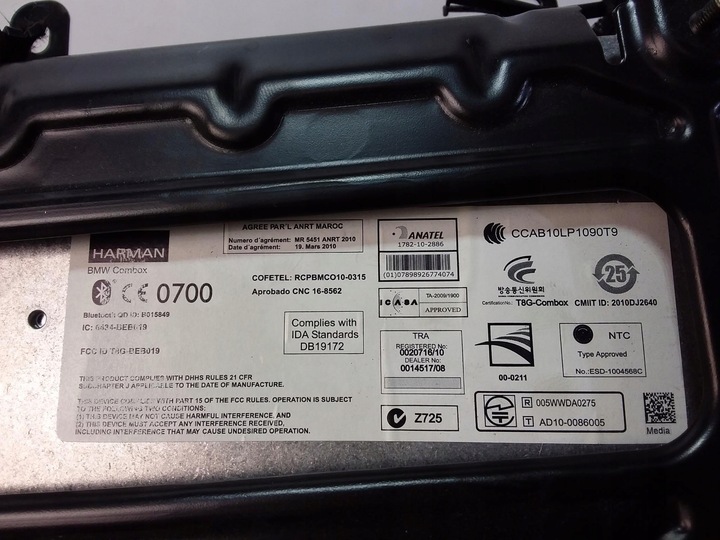 HARMAN
BMW Combox
CE 0700
Bluetooth QD ID: B015849
IC: 6434-BEB019
FCC ID T8G-BEB019
THIS PRODUCT COMPLIES WITH DHHS RULES 21 CFR
SUBCHAPTER J APPLICABLE TO THE DATE OF MANUFACTURE.
THIS DEVICE COMPLIES WITH PART 15 OF THE FCC RULES. OPERATION IS SUBJECT
TO THE FOLLOWING TWO CONDITIONS:
(1) THIS DEVICE MAY NOT CAUSE HARMFUL INTERFERENCE, AND
(2) THIS DEVICE MUST ACCEPT ANY INTERFERENCE RECEIVED,
INCLUDING INTERFERENCE THAT MAY CAUSE UNDESIRED OPERATION.
AGREE PAR'L ANRT MAROC
Numero d'agrément: MR 5451 ANRT 2010
Date d'agrément: 19. Mars 2010
COFETEL: RCPBMCO10-0315
Aprobado CNC 16-8562
Complies with
IDA Standards
DB19172
ANATEL
1782-10-2886
(01)07898926774074
ICASA
TA-2009/1900
APPROVED
TRA
REGISTERED No:
0020716/10
DEALER No:
0014517/08
Z725
CCAB10LP1090T9
방송통신위원회
Certification No.: T8G-Combox
25
CMIIT ID: 2010DJ2640
00-0211
NTC
Type Approved
No.:ESD-1004568C
R 005WWDA0275
T AD10-0086005
Media